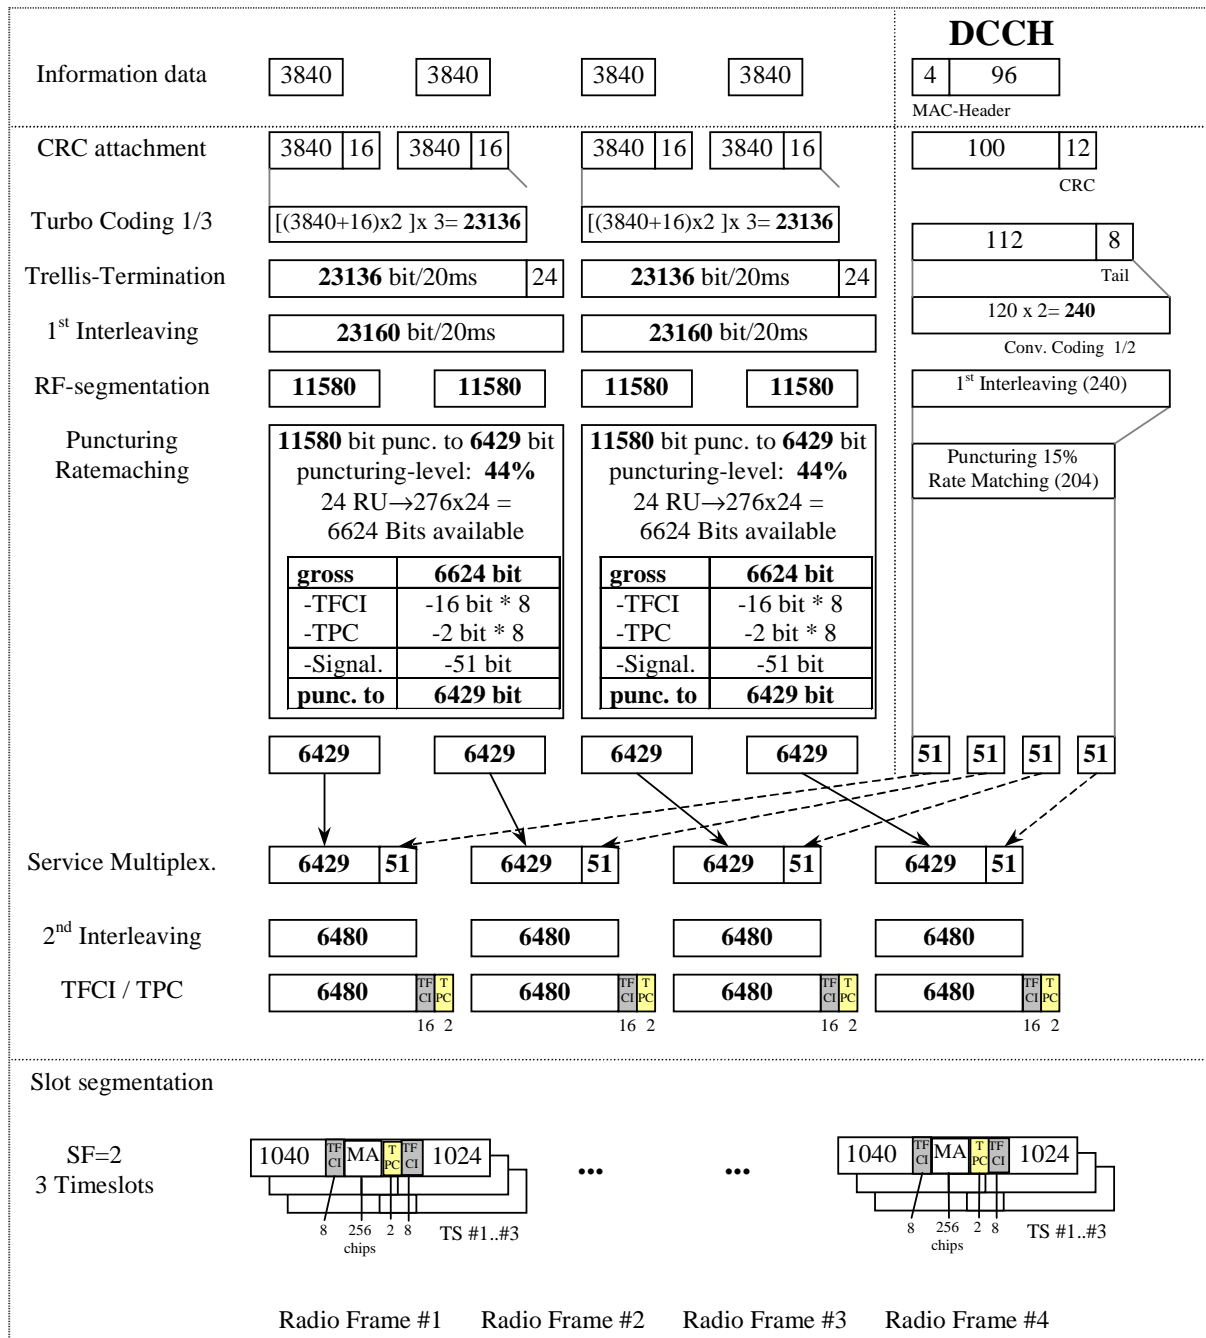 DCCH
Information data 3840 3840 3840 3840 4 96
MAC-Header
CRC attachment 3840 16 3840 16 3840 16 3840 16 100 12
CRC
Turbo Coding 1/3 [(3840+16)x2 ]x 3= 23136 [(3840+16)x2 ]x 3= 23136
112 8
Trellis-Termination 23136 bit/20ms 24 23136 bit/20ms 24
Tail
120 x 2= 240
1st Interleaving 23160 bit/20ms 23160 bit/20ms
Conv. Coding 1/2
RF-segmentation 11580 11580 11580 11580 1st Interleaving (240)
Puncturing
Ratemaching
11580 bit punc. to 6429 bit
puncturing-level: 44%
24 RU→276x24 =
6624 Bits available
gross 6624 bit
-TFCI -16 bit * 8
-TPC -2 bit * 8
-Signal. -51 bit
punc. to 6429 bit
11580 bit punc. to 6429 bit
puncturing-level: 44%
24 RU→276x24 =
6624 Bits available
gross 6624 bit
-TFCI -16 bit * 8
-TPC -2 bit * 8
-Signal. -51 bit
punc. to 6429 bit
Puncturing 15%
Rate Matching (204)
6429 6429 6429 6429 51 51 51 51
Service Multiplex. 6429 51 6429 51 6429 51 6429 51
2nd Interleaving 6480 6480 6480 6480
TFCI / TPC 6480 TF CI T PC 6480 TF CI T PC 6480 TF CI T PC 6480 TF CI T PC
16 2 16 2 16 2 16 2
Slot segmentation
SF=2
3 Timeslots
1040 TF CI MA T PC TF CI 1024 ... ... 1040 TF CI MA T PC TF CI 1024
8 256 2 8 TS #1..#3 8 256 2 8 TS #1..#3
chips chips
Radio Frame #1 Radio Frame #2 Radio Frame #3 Radio Frame #4